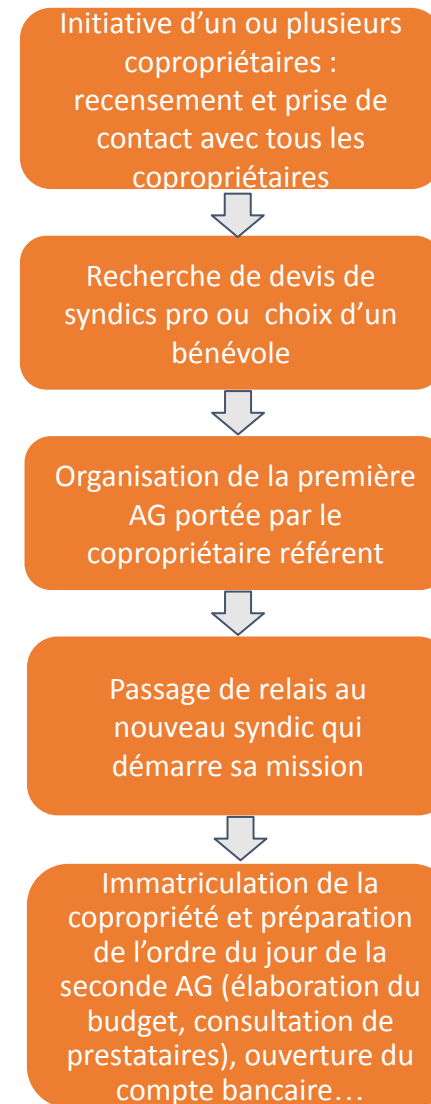 Initiative d’un ou plusieurs
copropriétaires :
recensement et prise de
contact avec tous les
copropriétaires
Recherche de devis de
syndics pro ou  choix d’un
bénévole
Organisation de la première
AG portée par le
copropriétaire référent
Passage de relais au
nouveau syndic qui
démarre sa mission
Immatriculation de la
copropriété et préparation
de l’ordre du jour de la
seconde AG (élaboration du
budget, consultation de
prestataires), ouverture du
compte bancaire…